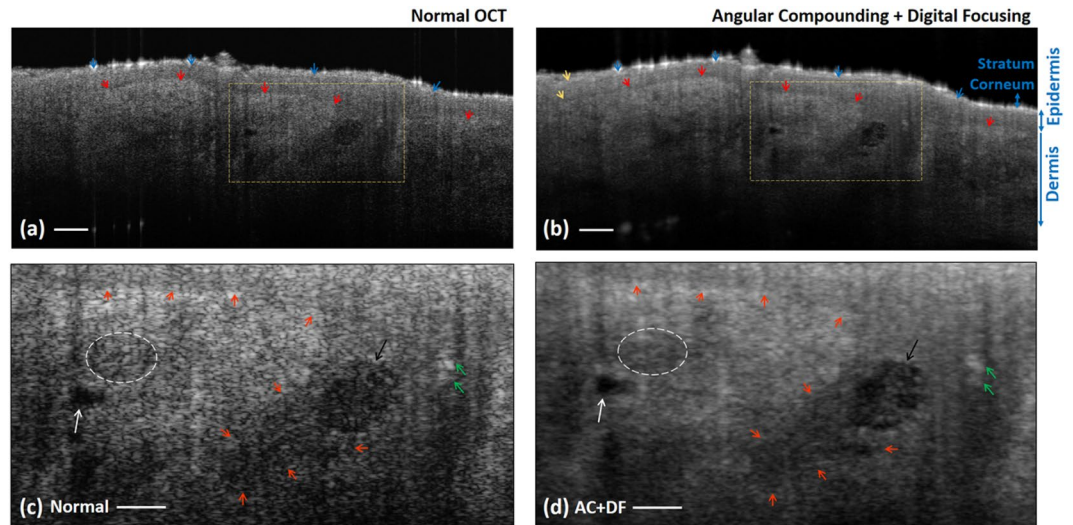 Normal OCT
Angular Compounding + Digital Focusing
Stratum
Corneum
Epidermis
Dermis
(a)
(b)
(c) Normal
(d) AC+DF